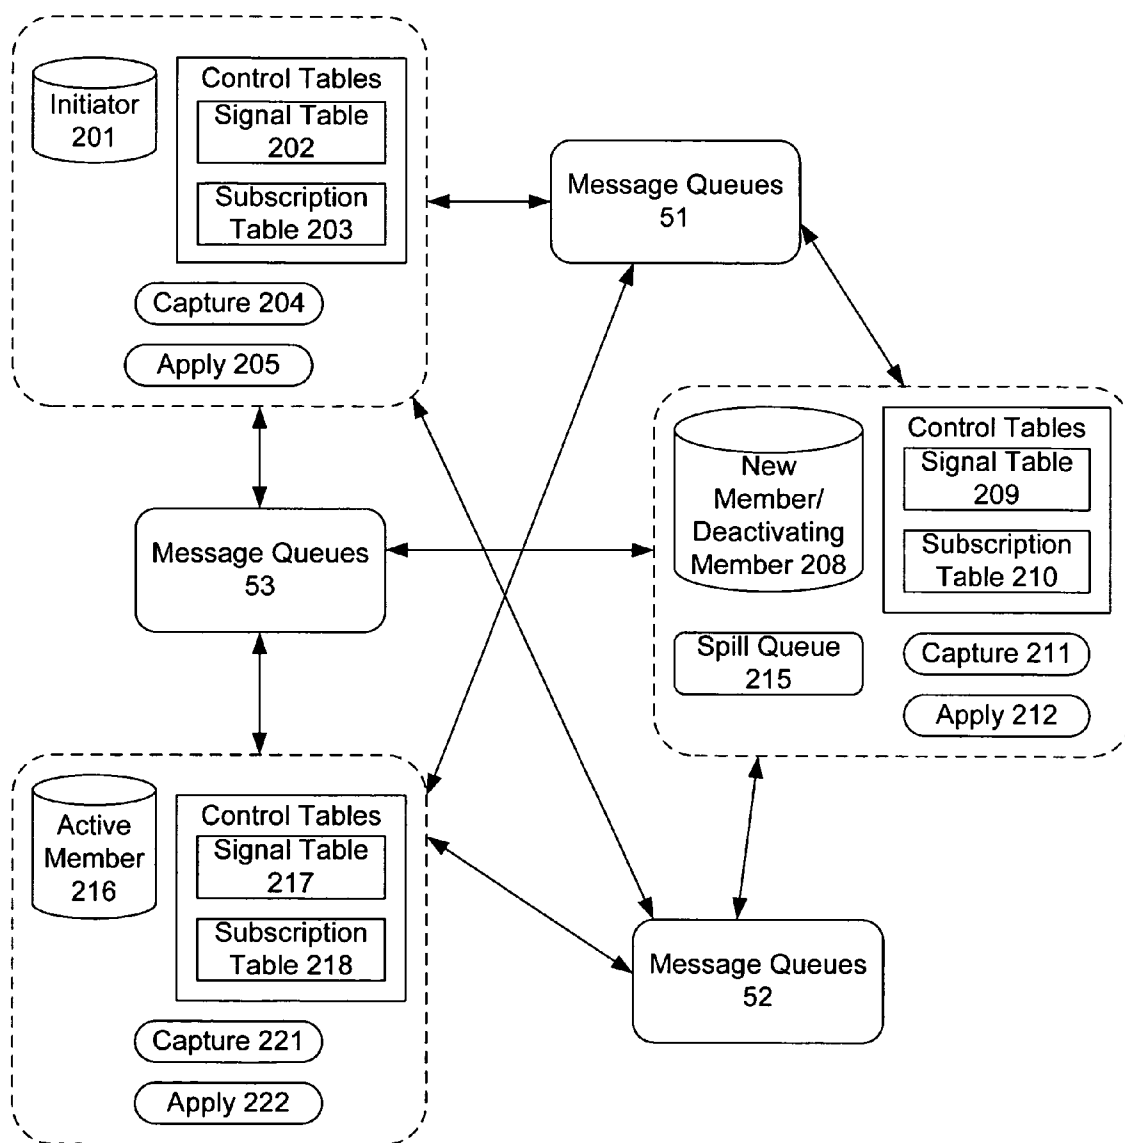 Initiator
201
Control Tables
Signal Table
202
Subscription
Table 203
Capture 204
Apply 205
Message Queues
51
Message Queues
53
New
Member/
Deactivating
Member 208
Control Tables
Signal Table
209
Subscription
Table 210
Spill Queue
215
Capture 211
Apply 212
Active
Member
216
Control Tables
Signal Table
217
Subscription
Table 218
Capture 221
Apply 222
Message Queues
52